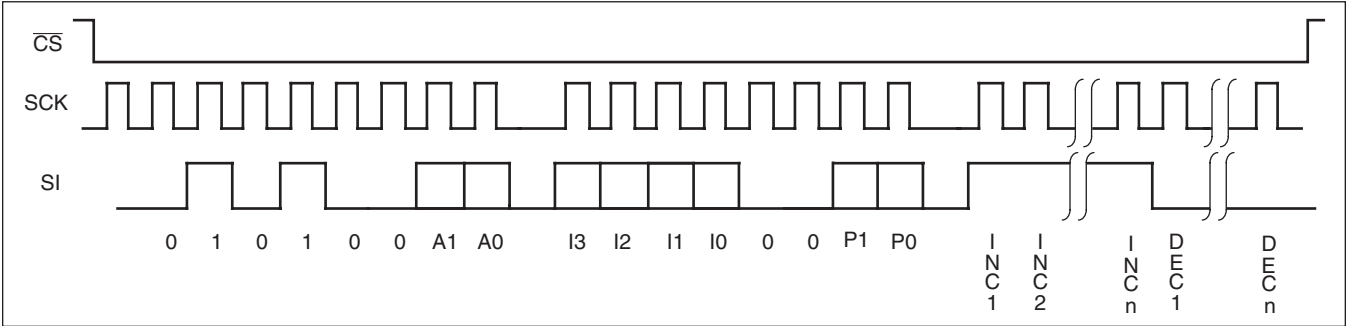 CS
SCK
SI
0 1 0 1 0 0 A1 A0 I3 I2 I1 I0 0 0 P1 P0
INC1
INC2
INCn
DEC1
DECn